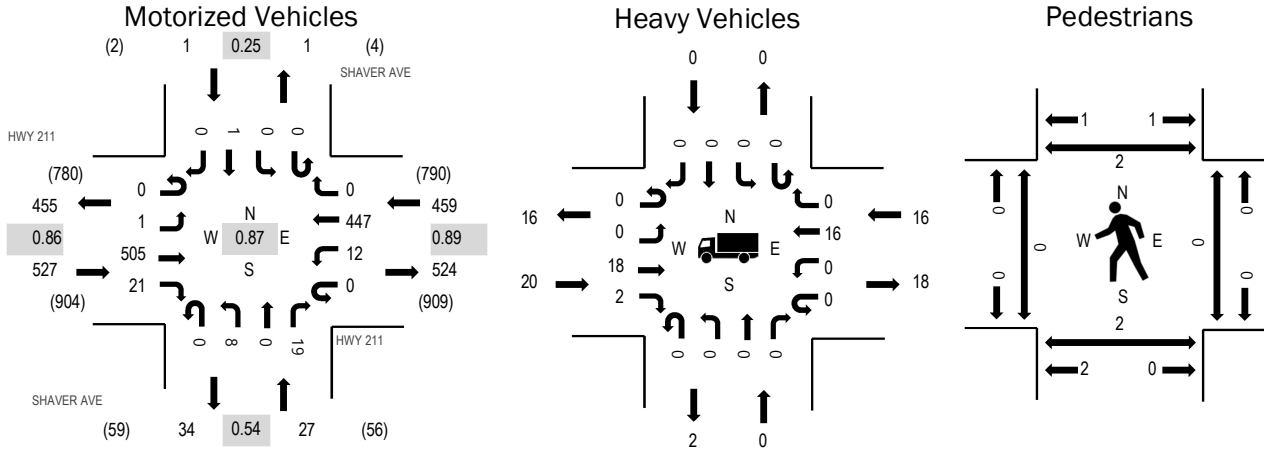 Motorized Vehicles
(2) 1 0.25 1 (4)
SHAVER AVE
HWY 211
0 1 0 0
(780) 0 0 (790)
455 1 N 447 459
0.86 W 0.87 E 0.89
527 505 S 12 524
(904) 21 0 (909)
0 8 0 19
HWY 211
SHAVER AVE
(59) 34 0.54 27 (56)
Heavy Vehicles
0 0
0 0 0 0
0 0
16 0 N 16 16
W E
20 18 S 0 18
2 0
0 0 0 0
2 0
Pedestrians
1 1
2
0 0 N 0 0
W E
0 S 0
2
2 0